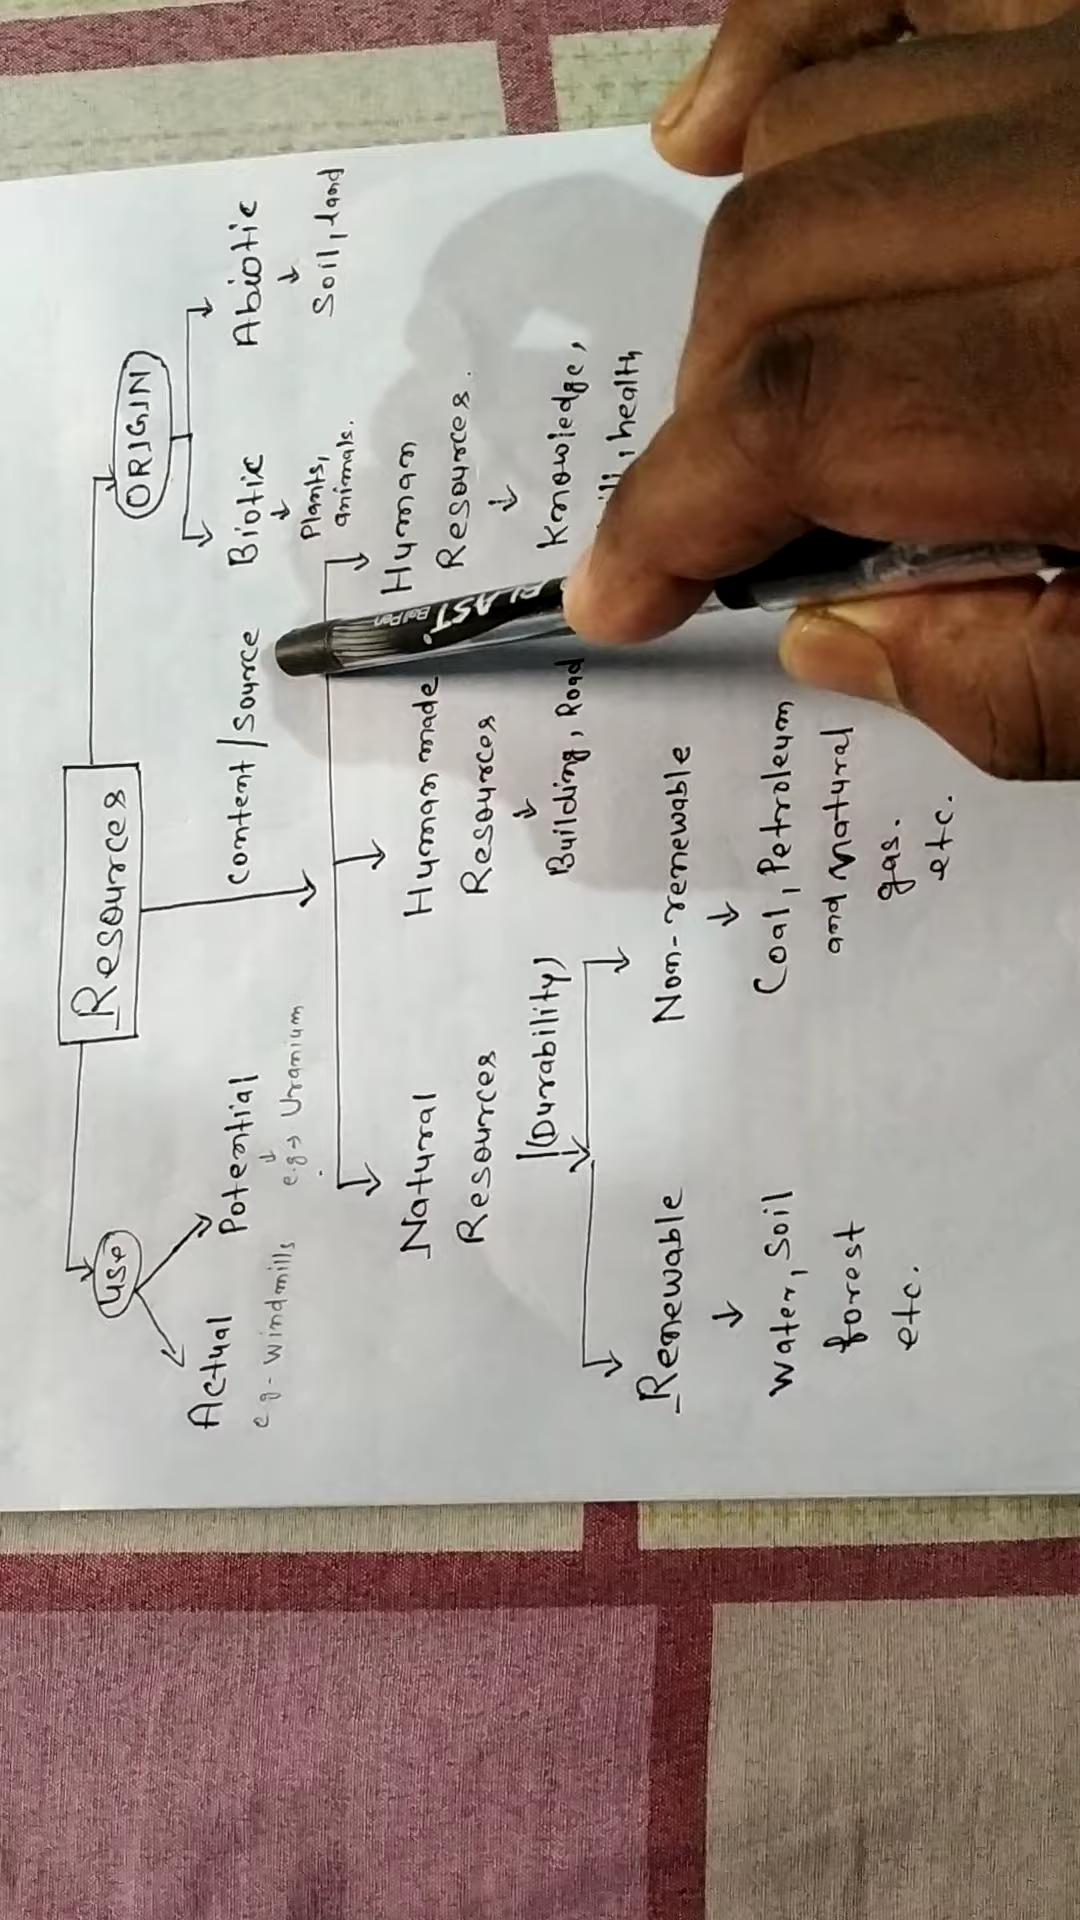 Resources
Use
ORIGIN
Actual
e.g - windmills
Potential
e.g → Uranium
Content/Source
Biotic
Plants,
animals.
Abiotic
Soil, land
Natural
Resources
(Durability)
Human made
Resources
Building, Road
Human
Resources.
Knowledge,
health
Renewable
Water, Soil
forest
etc.
Non-renewable
Coal, Petroleum
and natural
gas.
etc.
BLAST
Ball Pen